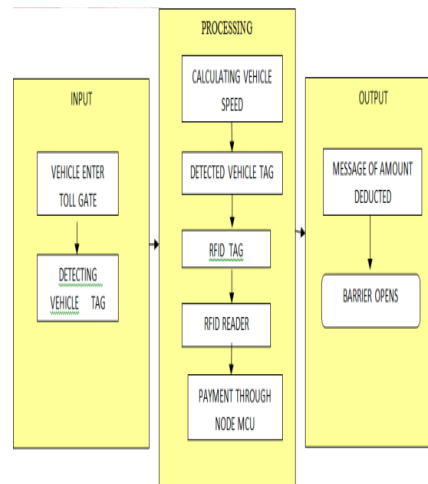 INPUT
VEHICLE ENTER
TOLL GATE
DETECTING
VEHICLE TAG
PROCESSING
CALCULATING VEHICLE
SPEED
DETECTED VEHICLE TAG
RFID TAG
RFID READER
PAYMENT THROUGH
NODE MCU
OUTPUT
MESSAGE OF AMOUNT
DEDUCTED
BARRIER OPENS